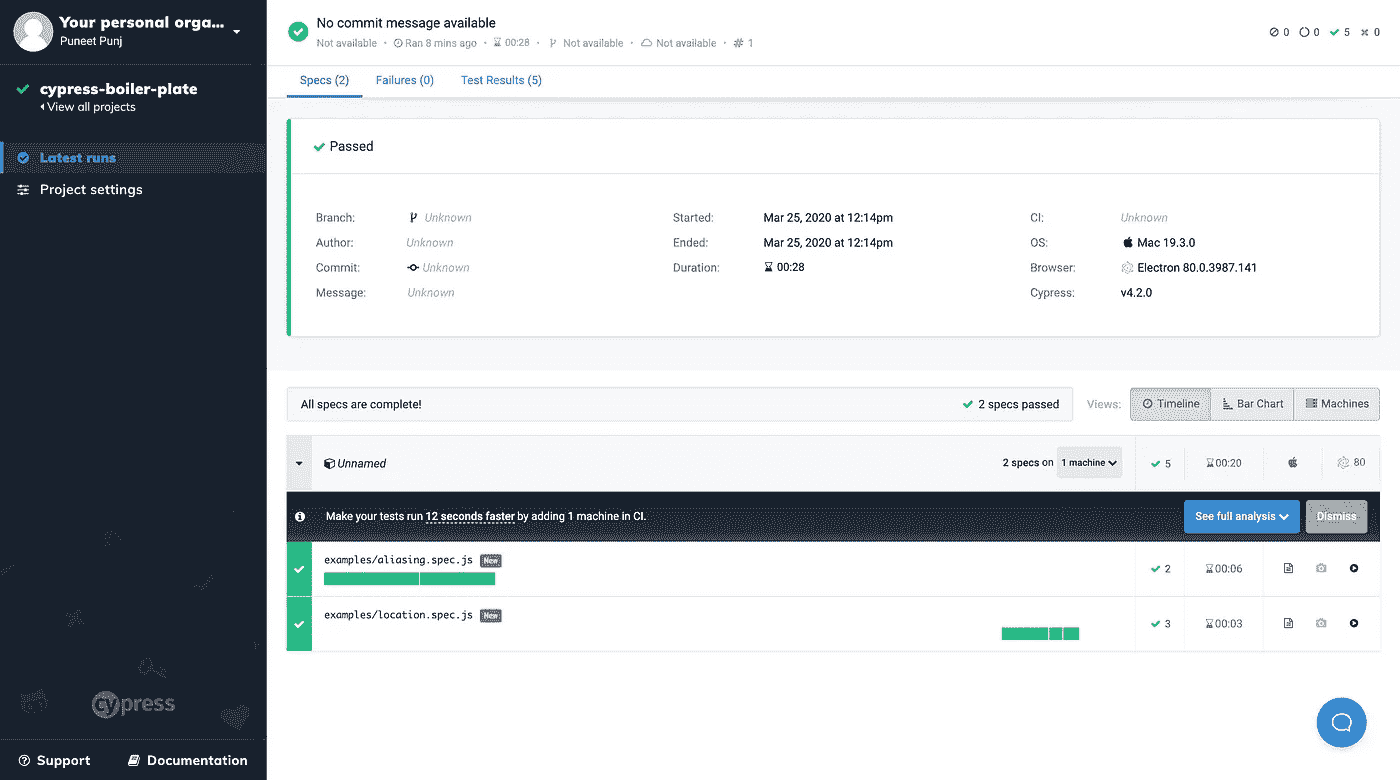 Your personal orga...
Puneet Punj
cypress-boiler-plate
View all projects
Latest runs
Project settings
cypress
Support
Documentation
No commit message available
Not available • Ran 8 mins ago • 00:28 • Not available • Not available • # 1
0 0 5 0
Specs (2) Failures (0) Test Results (5)
Passed
Branch: Unknown
Author: Unknown
Commit: Unknown
Message: Unknown
Started: Mar 25, 2020 at 12:14pm
Ended: Mar 25, 2020 at 12:14pm
Duration: 00:28
CI: Unknown
OS: Mac 19.3.0
Browser: Electron 80.0.3987.141
Cypress: v4.2.0
All specs are complete! 2 specs passed
Views: Timeline Bar Chart Machines
Unnamed 2 specs on 1 machine 5 00:20 80
Make your tests run 12 seconds faster by adding 1 machine in CI. See full analysis Dismiss
examples/aliasing.spec.js New 2 00:06
examples/location.spec.js New 3 00:03